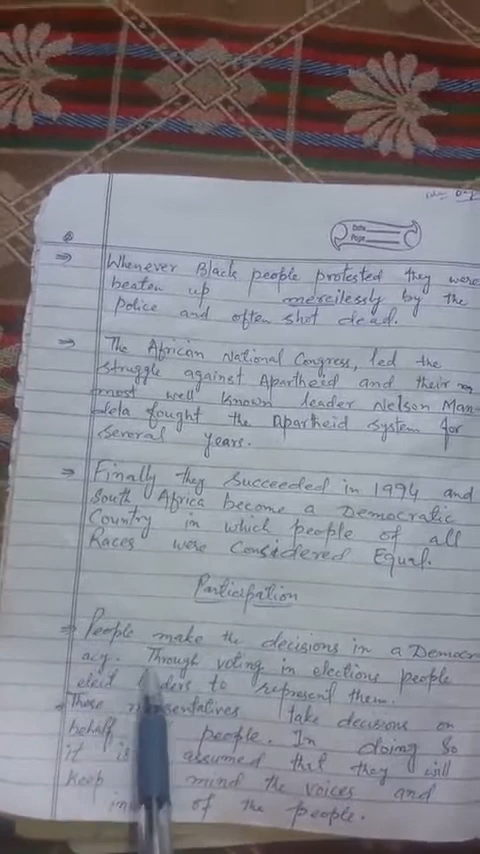 Date
Page
⇒ Whenever Black people protested they were
beaten up mercilessly by the
police and often shot dead.
⇒ The African National Congress, led the
struggle against Apartheid and their
most well known leader Nelson Man-
dela fought the Apartheid System for
several years.
⇒ Finally they Succeeded in 1994 and
South Africa become a Democratic
Country in which people of all
Races were Considered Equal.
Participation
⇒ People make the decisions in a Democr
acy. Through voting in elections people
elect to represent them.
take decisions on
behalf people. In doing So
it is assumed that they will
keep mind the voices and
of the people.